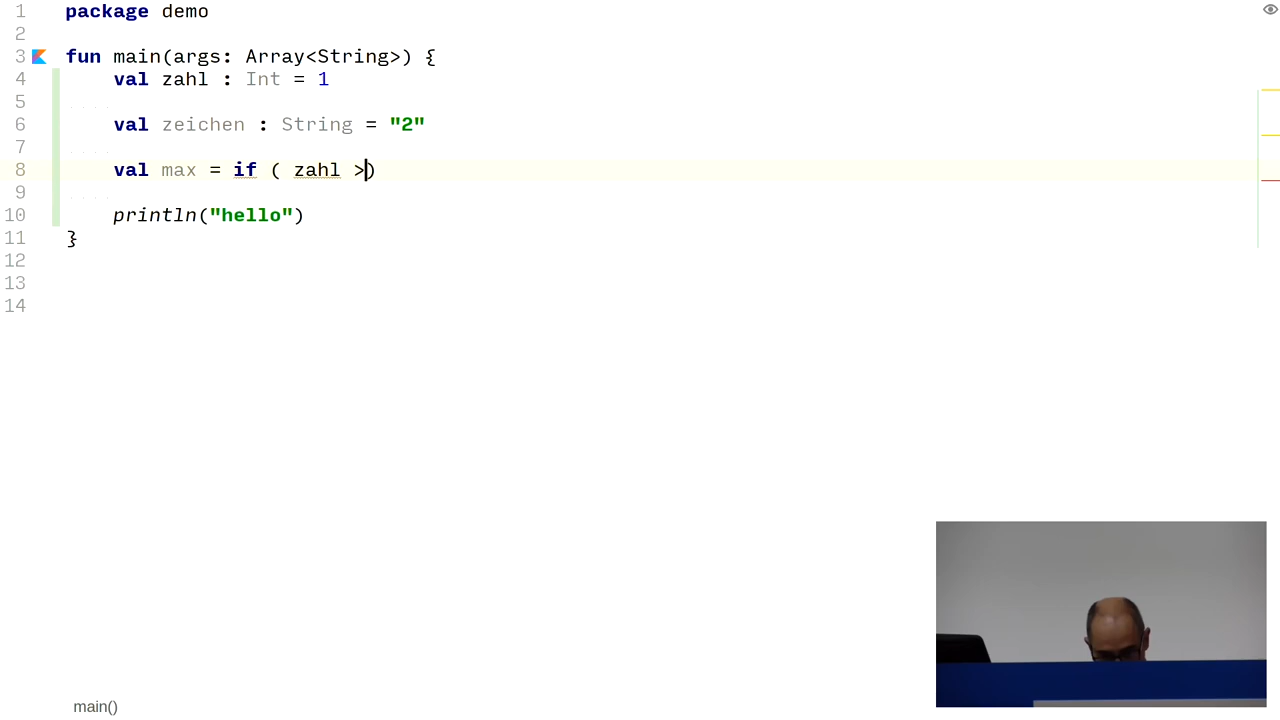 1 package demo
2
3 fun main(args: Array<String>) {
4 val zahl : Int = 1
5
6 val zeichen : String = "2"
7
8 val max = if ( zahl >)
9
10 println("hello")
11 }
12
13
14
main()